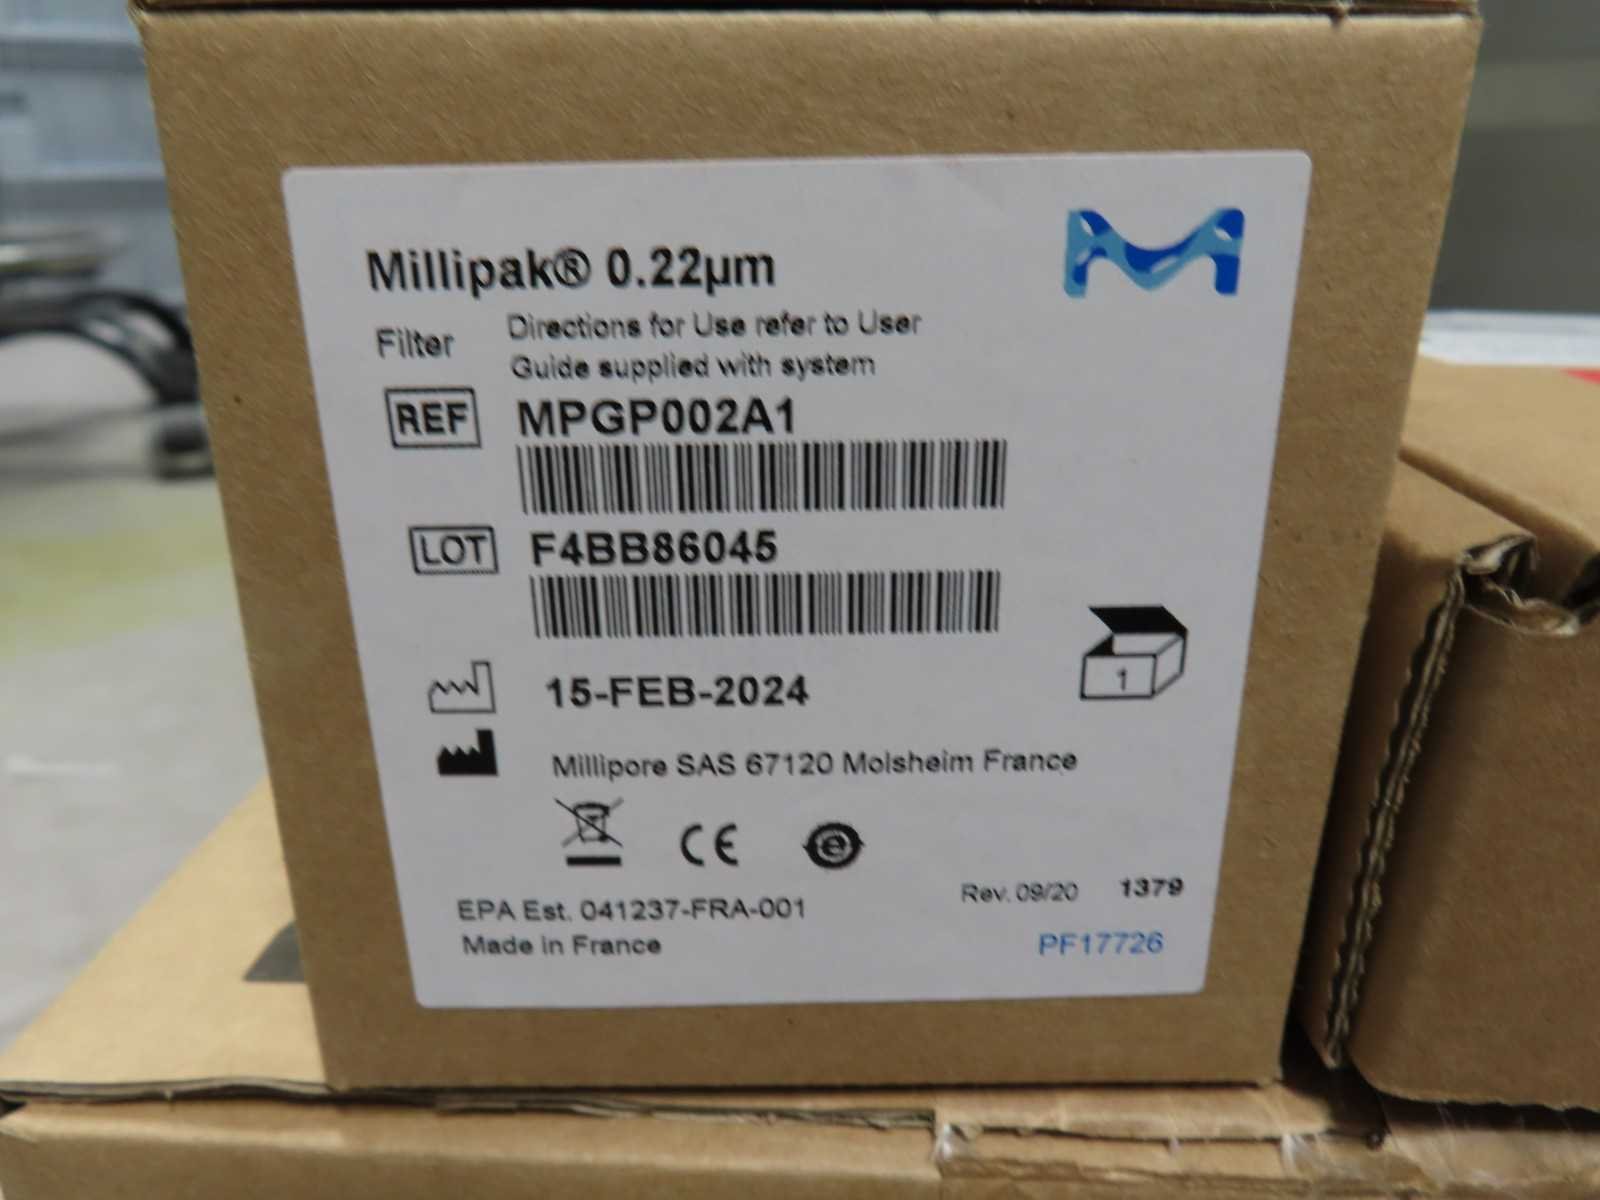 Millipak® 0.22µm
Filter
Directions for Use refer to User
Guide supplied with system
REF MPGP002A1
LOT F4BB86045
15-FEB-2024
1
Millipore SAS 67120 Molsheim France
CE
e
Rev. 09/20 1379
EPA Est. 041237-FRA-001
Made in France
PF17726